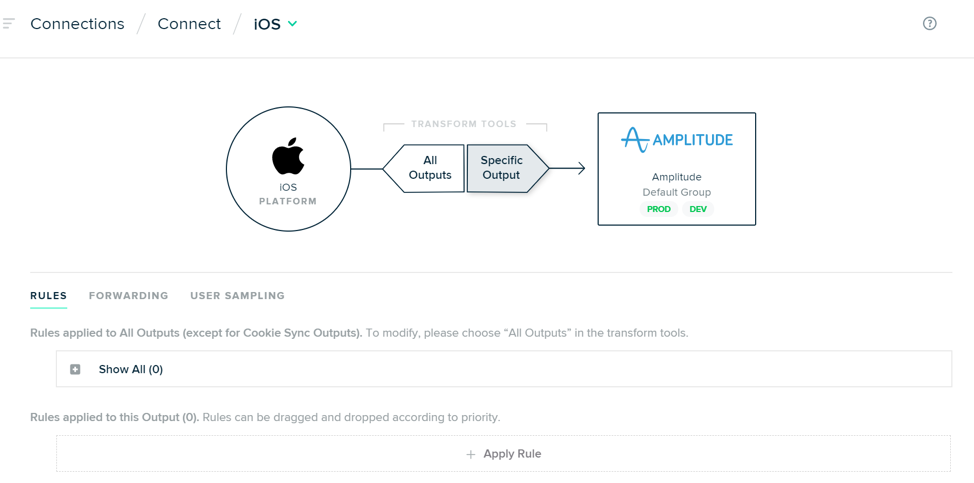 Connections / Connect / iOS
TRANSFORM TOOLS
iOS
PLATFORM
All
Outputs
Specific
Output
AMPLITUDE
Amplitude
Default Group
PROD DEV
RULES FORWARDING USER SAMPLING
Rules applied to All Outputs (except for Cookie Sync Outputs). To modify, please choose “All Outputs” in the transform tools.
Show All (0)
Rules applied to this Output (0). Rules can be dragged and dropped according to priority.
+ Apply Rule